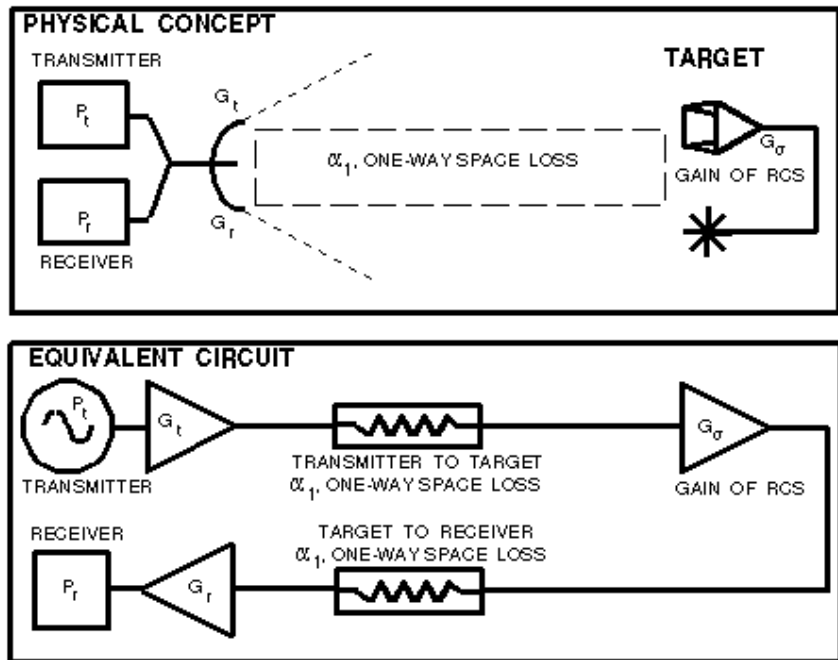 PHYSICAL CONCEPT
TRANSMITTER
TARGET
Pt
Gt
α1, ONE-WAY SPACE LOSS
Gσ
GAIN OF RCS
Pr
Gr
RECEIVER
EQUIVALENT CIRCUIT
Pt
Gt
Gσ
TRANSMITTER
TRANSMITTER TO TARGET
α1, ONE-WAY SPACE LOSS
GAIN OF RCS
RECEIVER
TARGET TO RECEIVER
α1, ONE-WAY SPACE LOSS
Pr
Gr